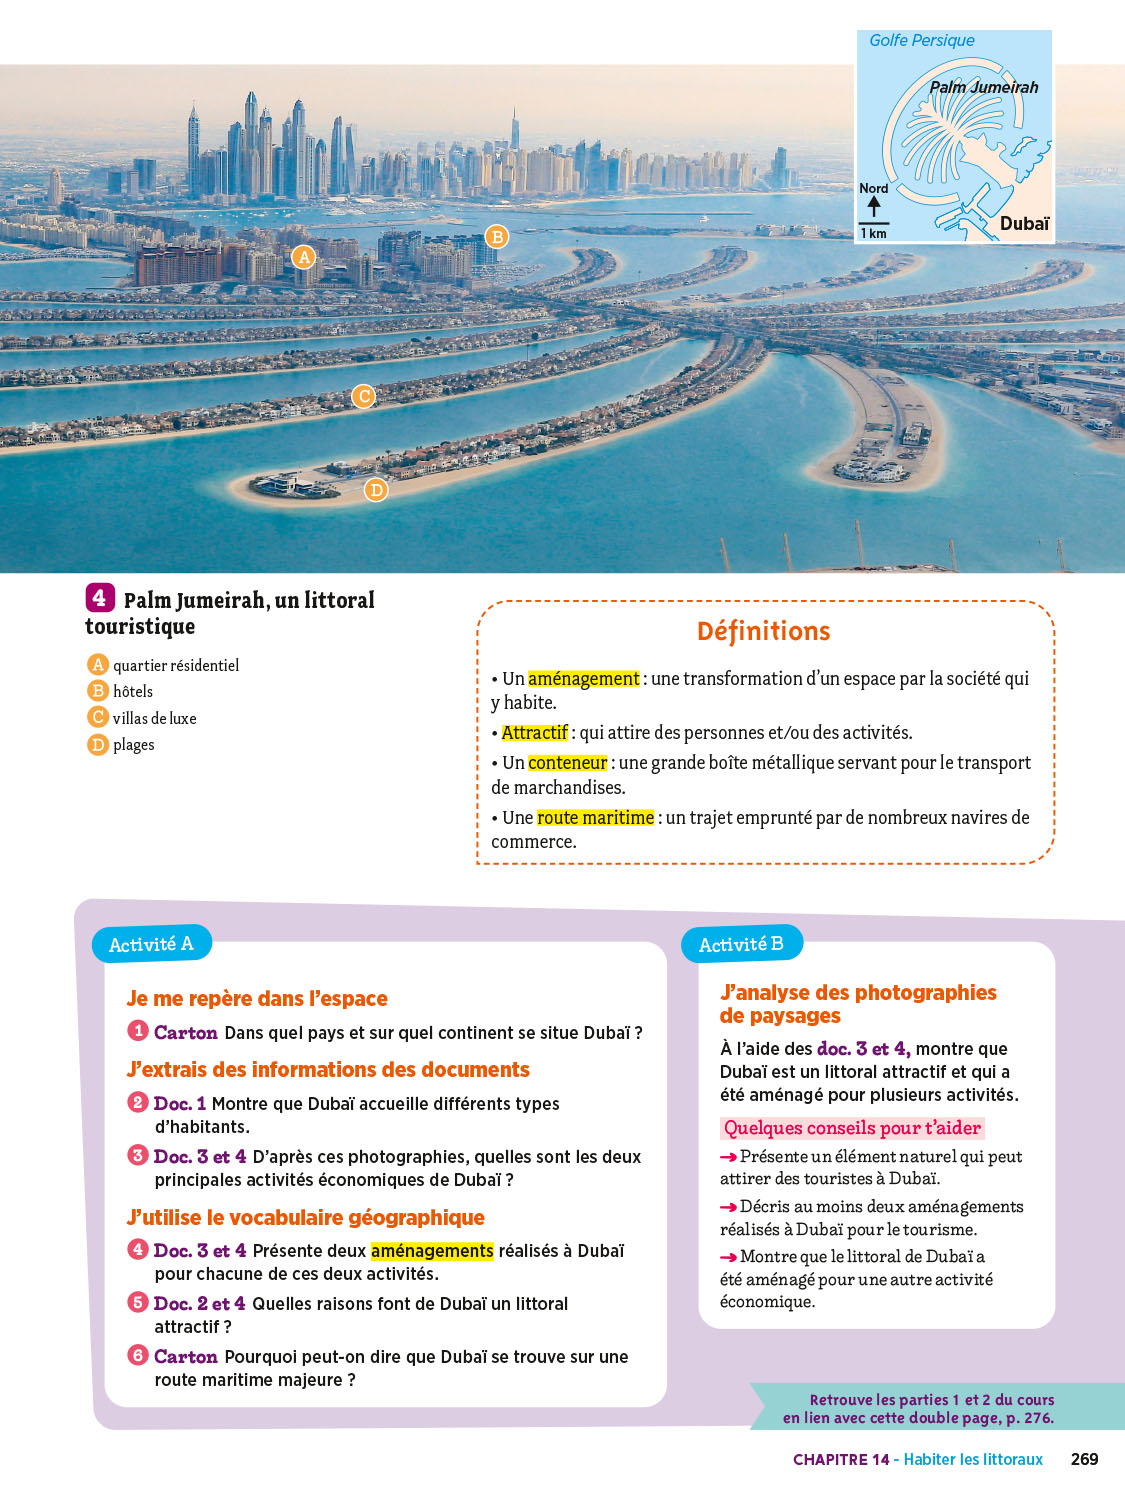 Golfe Persique
Palm Jumeirah
Nord
1 km
Dubaï
A
B
C
D
4 Palm Jumeirah, un littoral
touristique
A quartier résidentiel
B hôtels
C villas de luxe
D plages
Définitions
• Un aménagement : une transformation d'un espace par la société qui
y habite.
• Attractif : qui attire des personnes et/ou des activités.
• Un conteneur : une grande boîte métallique servant pour le transport
de marchandises.
• Une route maritime : un trajet emprunté par de nombreux navires de
commerce.
Activité A
Je me repère dans l'espace
1 Carton Dans quel pays et sur quel continent se situe Dubaï ?
J'extrais des informations des documents
2 Doc. 1 Montre que Dubaï accueille différents types
d'habitants.
3 Doc. 3 et 4 D'après ces photographies, quelles sont les deux
principales activités économiques de Dubaï ?
J'utilise le vocabulaire géographique
4 Doc. 3 et 4 Présente deux aménagements réalisés à Dubaï
pour chacune de ces deux activités.
5 Doc. 2 et 4 Quelles raisons font de Dubaï un littoral
attractif ?
6 Carton Pourquoi peut-on dire que Dubaï se trouve sur une
route maritime majeure ?
Activité B
J'analyse des photographies
de paysages
À l'aide des doc. 3 et 4, montre que
Dubaï est un littoral attractif et qui a
été aménagé pour plusieurs activités.
Quelques conseils pour t'aider
➞ Présente un élément naturel qui peut
attirer des touristes à Dubaï.
➞ Décris au moins deux aménagements
réalisés à Dubaï pour le tourisme.
➞ Montre que le littoral de Dubaï a
été aménagé pour une autre activité
économique.
Retrouve les parties 1 et 2 du cours
en lien avec cette double page, p. 276.
CHAPITRE 14 - Habiter les littoraux 269